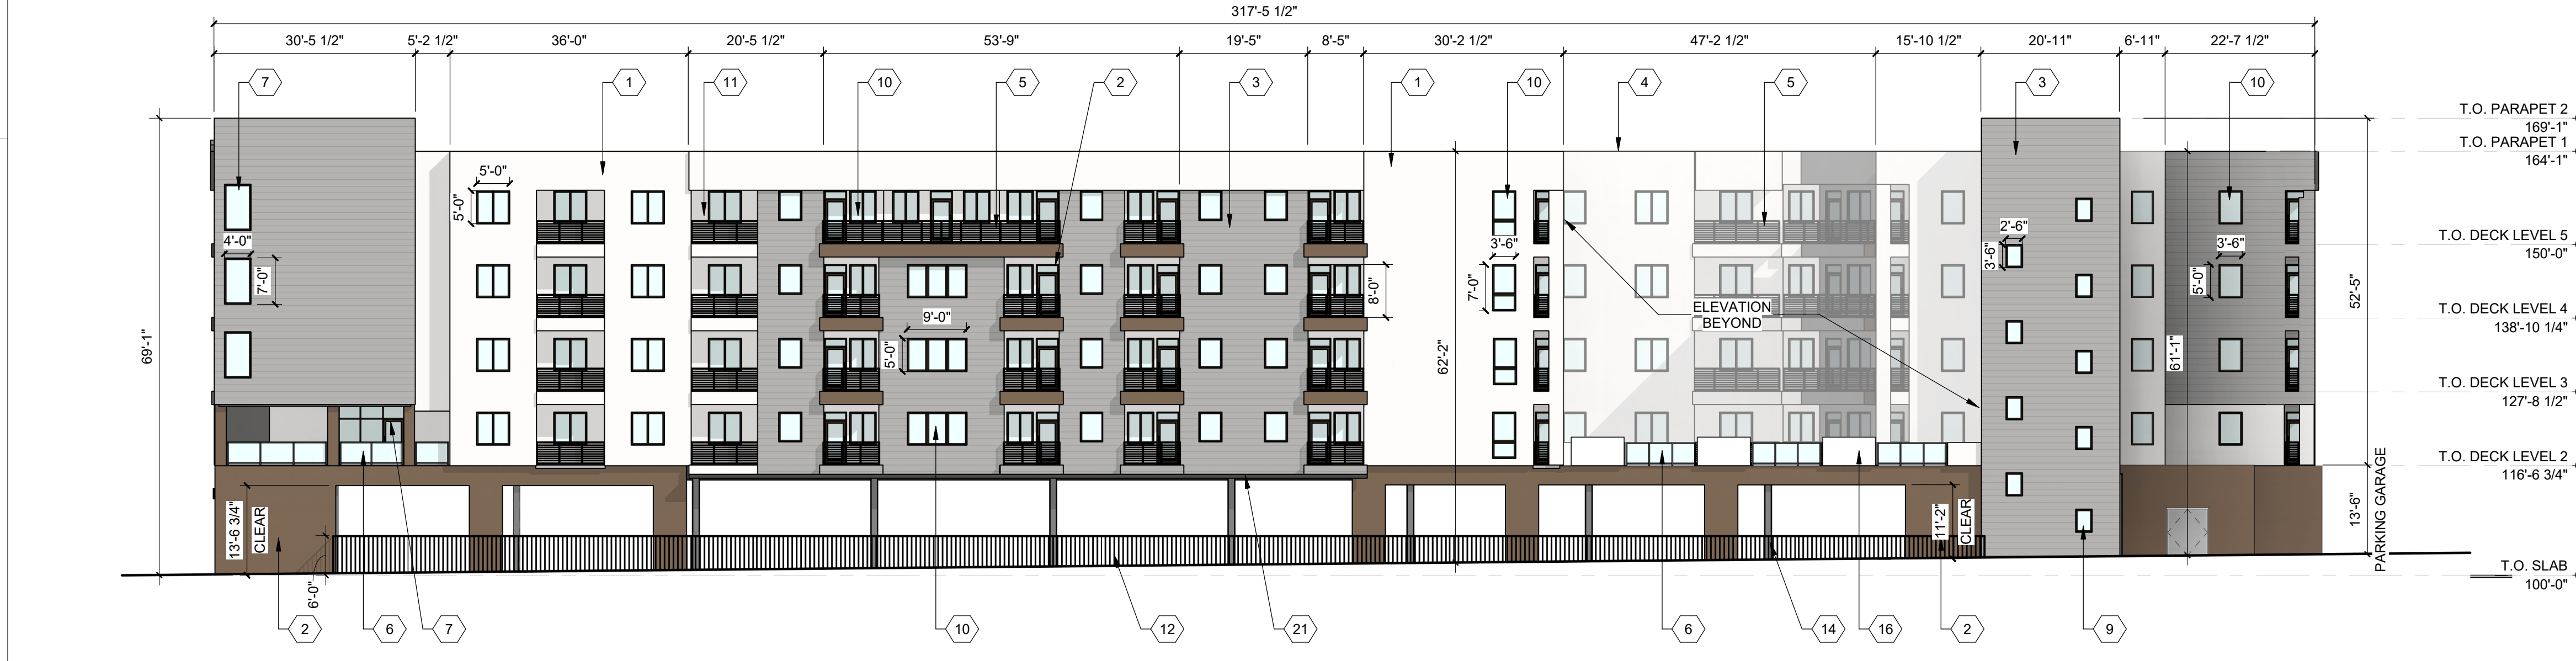 317'-5 1/2"
30'-5 1/2" 5'-2 1/2" 36'-0" 20'-5 1/2" 53'-9" 19'-5" 8'-5" 30'-2 1/2" 47'-2 1/2" 15'-10 1/2" 20'-11" 6'-11" 22'-7 1/2"
7 1 11 10 5 2 3 1 10 4 5 3 10
T.O. PARAPET 2
169'-1"
T.O. PARAPET 1
164'-1"
5'-0"
5'-0"
4'-0"
7'-0"
69'-1"
9'-0"
5'-0"
8'-0"
62'-2"
3'-6"
7'-0"
ELEVATION
BEYOND
2'-6"
3'-6"
3'-6"
5'-0"
61'-1"
52'-5"
T.O. DECK LEVEL 5
150'-0"
T.O. DECK LEVEL 4
138'-10 1/4"
T.O. DECK LEVEL 3
127'-8 1/2"
T.O. DECK LEVEL 2
116'-6 3/4"
13'-6 3/4"
CLEAR
6'-0"
11'-2"
CLEAR
13'-6"
PARKING GARAGE
T.O. SLAB
100'-0"
2 6 7 10 12 21 6 14 16 2 9